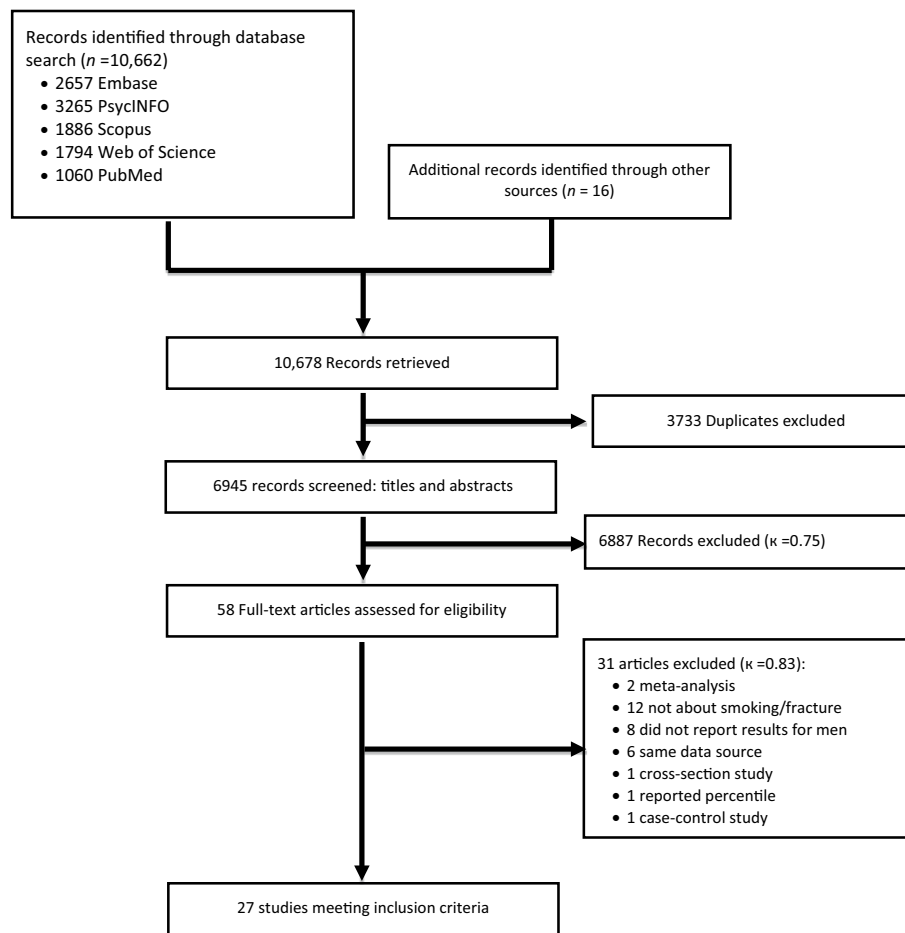 Records identified through database
search (n =10,662)
• 2657 Embase
• 3265 PsycINFO
• 1886 Scopus
• 1794 Web of Science
• 1060 PubMed
Additional records identified through other
sources (n = 16)
10,678 Records retrieved
3733 Duplicates excluded
6945 records screened: titles and abstracts
6887 Records excluded (κ =0.75)
58 Full-text articles assessed for eligibility
31 articles excluded (κ =0.83):
• 2 meta-analysis
• 12 not about smoking/fracture
• 8 did not report results for men
• 6 same data source
• 1 cross-section study
• 1 reported percentile
• 1 case-control study
27 studies meeting inclusion criteria